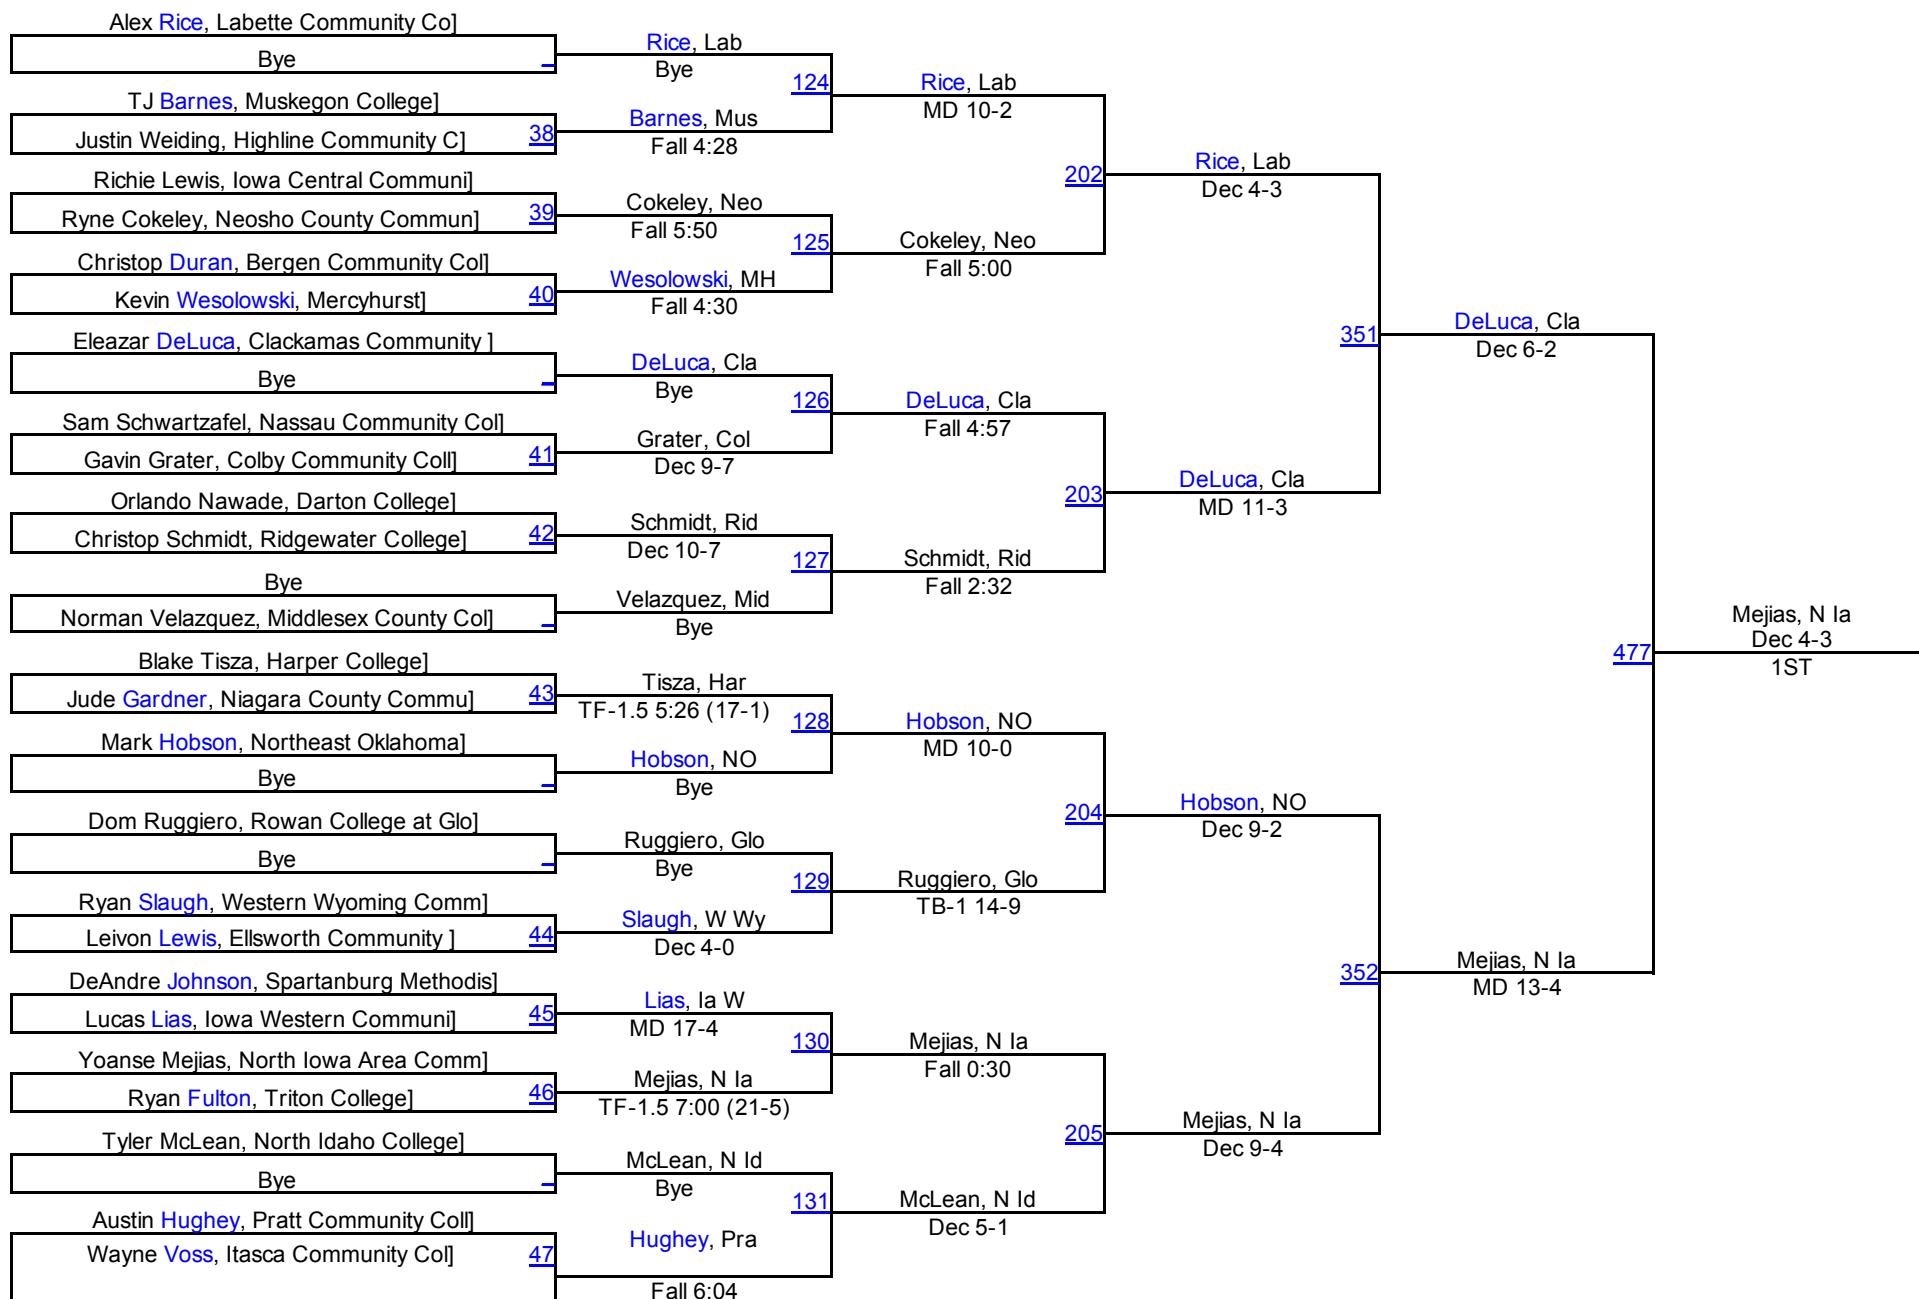 Alex Rice, Labette Community Co]
Bye
TJ Barnes, Muskegon College]
Justin Weiding, Highline Community C]
38
Richie Lewis, Iowa Central Communi]
Ryne Cokeley, Neosho County Commun]
39
Christop Duran, Bergen Community Col]
Kevin Wesolowski, Mercyhurst]
40
Eleazar DeLuca, Clackamas Community ]
Bye
Sam Schwartzafel, Nassau Community Col]
Gavin Grater, Colby Community Coll]
41
Orlando Nawade, Darton College]
Christop Schmidt, Ridgewater College]
42
Bye
Norman Velazquez, Middlesex County Col]
Blake Tisza, Harper College]
Jude Gardner, Niagara County Commu]
43
Mark Hobson, Northeast Oklahoma]
Bye
Dom Ruggiero, Rowan College at Glo]
Bye
Ryan Slaugh, Western Wyoming Comm]
Leivon Lewis, Ellsworth Community ]
44
DeAndre Johnson, Spartanburg Methodis]
Lucas Lias, Iowa Western Communi]
45
Yoanse Mejias, North Iowa Area Comm]
Ryan Fulton, Triton College]
46
Tyler McLean, North Idaho College]
Bye
Austin Hughey, Pratt Community Coll]
Wayne Voss, Itasca Community Col]
47
Rice, Lab
Bye
124
Barnes, Mus
Fall 4:28
Cokeley, Neo
Fall 5:50
125
Wesolowski, MH
Fall 4:30
DeLuca, Cla
Bye
126
Grater, Col
Dec 9-7
Schmidt, Rid
Dec 10-7
127
Velazquez, Mid
Bye
Tisza, Har
TF-1.5 5:26 (17-1)
128
Hobson, NO
Bye
Ruggiero, Glo
Bye
129
Slaugh, W Wy
Dec 4-0
Lias, Ia W
MD 17-4
130
Mejias, N Ia
TF-1.5 7:00 (21-5)
McLean, N Id
Bye
131
Hughey, Pra
Fall 6:04
Rice, Lab
MD 10-2
202
Cokeley, Neo
Fall 5:00
DeLuca, Cla
Fall 4:57
203
Schmidt, Rid
Fall 2:32
Hobson, NO
MD 10-0
204
Ruggiero, Glo
TB-1 14-9
Mejias, N Ia
Fall 0:30
205
McLean, N Id
Dec 5-1
Rice, Lab
Dec 4-3
351
DeLuca, Cla
MD 11-3
Hobson, NO
Dec 9-2
352
Mejias, N Ia
Dec 9-4
DeLuca, Cla
Dec 6-2
477
Mejias, N Ia
MD 13-4
Mejias, N Ia
Dec 4-3
1ST